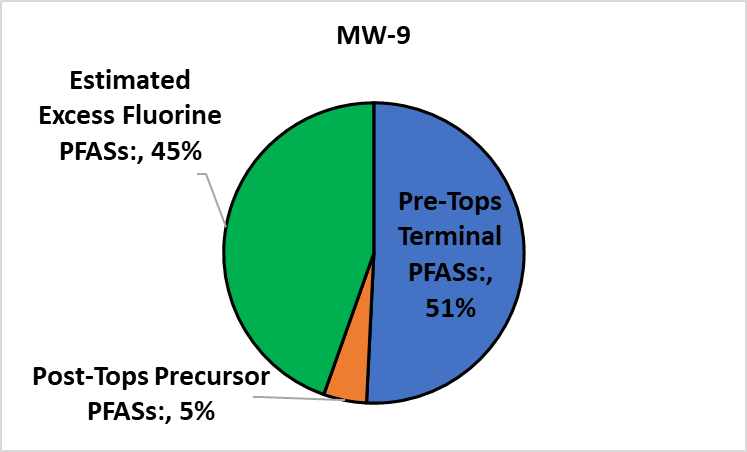 MW-9
Estimated
Excess Fluorine
PFASs:, 45%
Pre-Tops
Terminal
PFASs:,
51%
Post-Tops Precursor
PFASs:, 5%